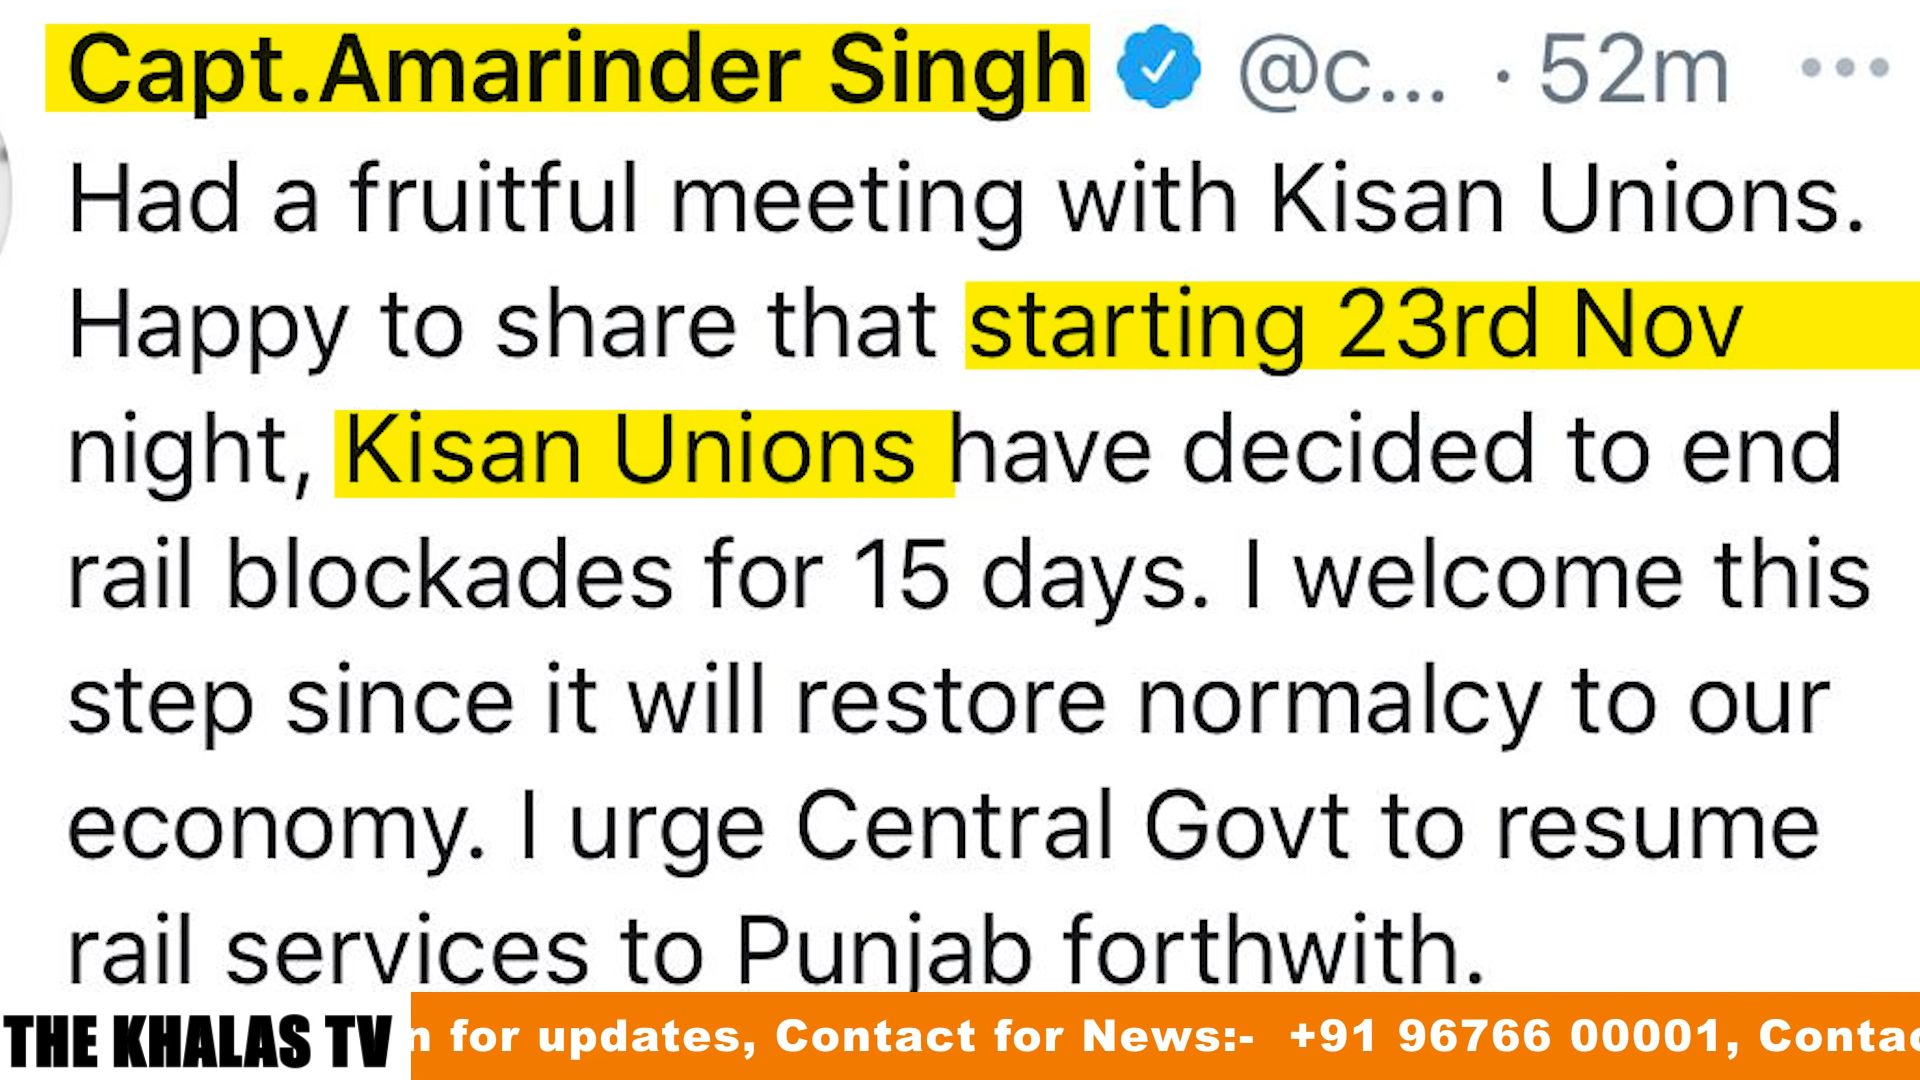 Capt.Amarinder Singh @c... · 52m ...
Had a fruitful meeting with Kisan Unions.
Happy to share that starting 23rd Nov
night, Kisan Unions have decided to end
rail blockades for 15 days. I welcome this
step since it will restore normalcy to our
economy. I urge Central Govt to resume
rail services to Punjab forthwith.
THE KHALAS TV n for updates, Contact for News:- +91 96766 00001, Contac